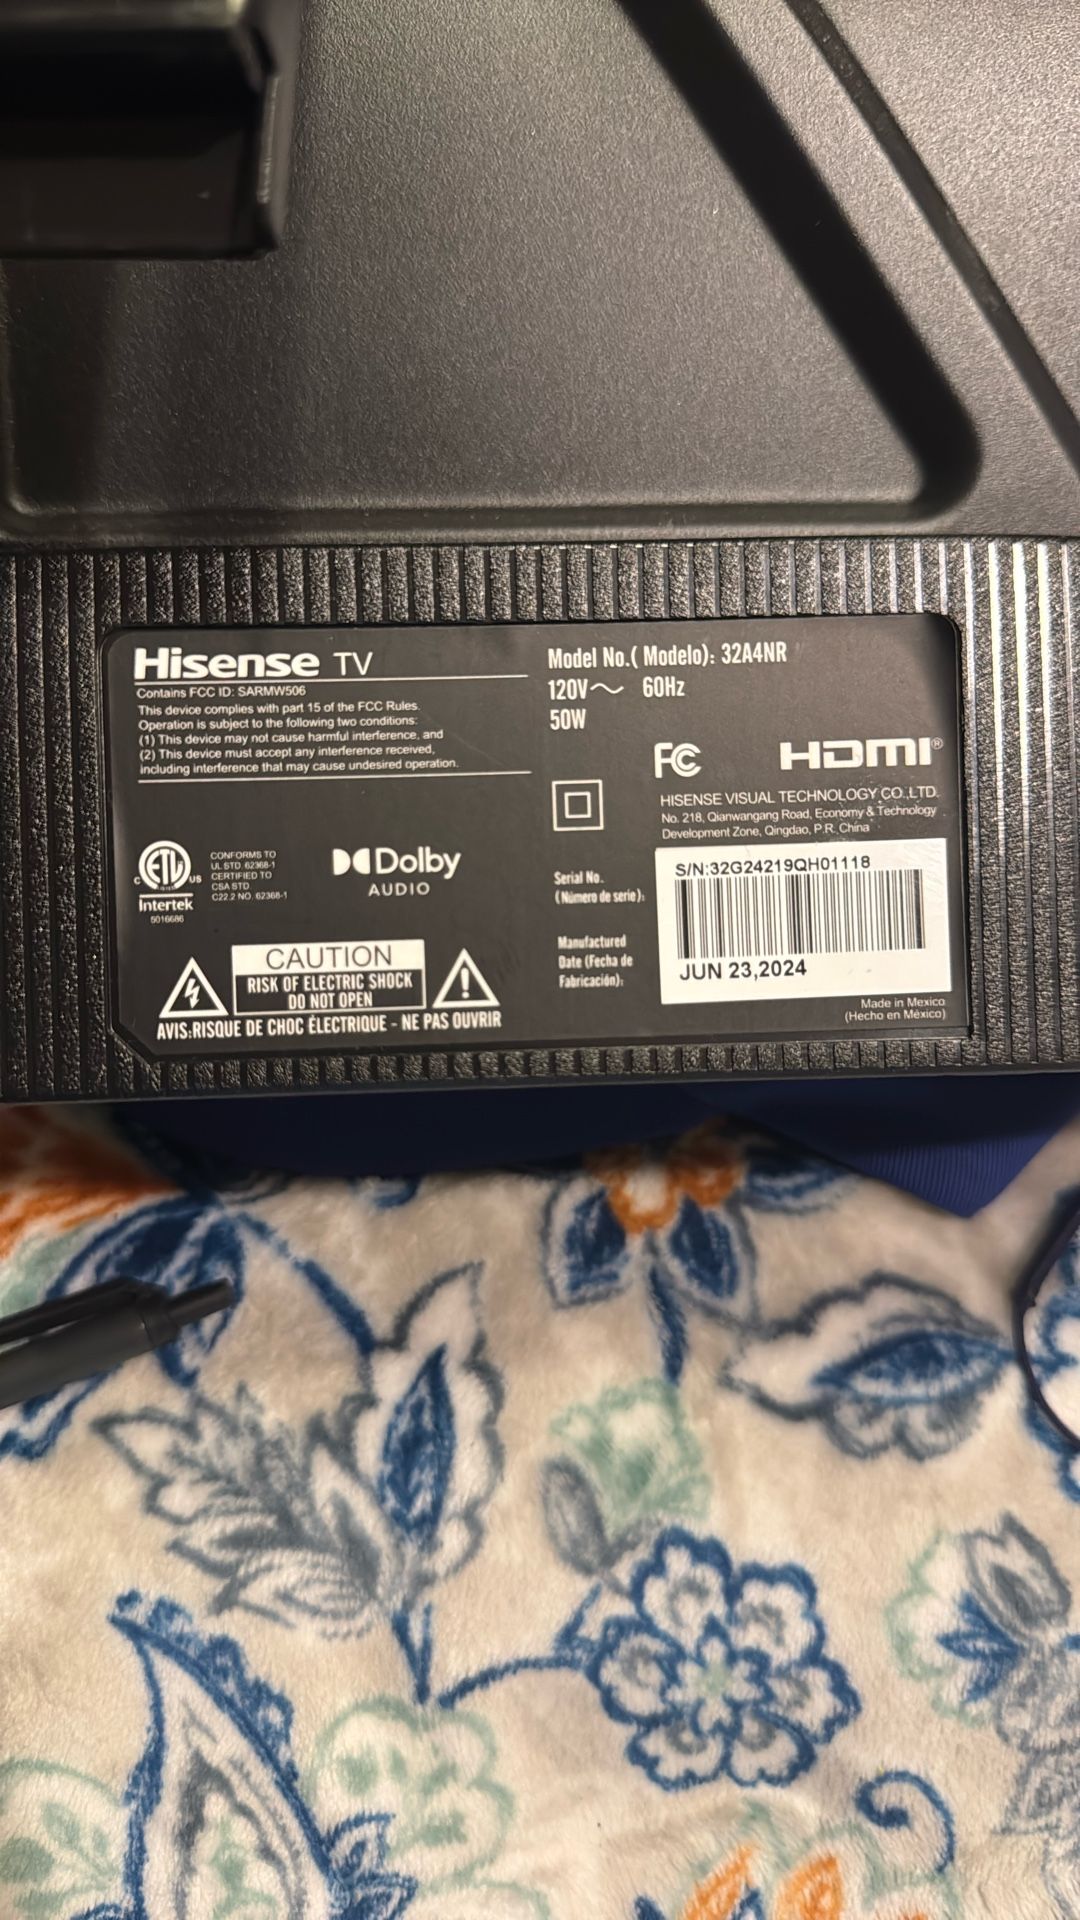 Hisense TV
Contains FCC ID: SARMW506
This device complies with part 15 of the FCC Rules.
Operation is subject to the following two conditions:
(1) This device may not cause harmful interference, and
(2) This device must accept any interference received,
including interference that may cause undesired operation.
Model No.( Modelo): 32A4NR
120V～ 60Hz
50W
FC
HDMI®
HISENSE VISUAL TECHNOLOGY CO.,LTD.
No. 218, Qianwangang Road, Economy & Technology
Development Zone, Qingdao, P.R. China
c ETL us
Intertek
5016686
CONFORMS TO
UL STD. 62368-1
CERTIFIED TO
CSA STD.
C22.2 NO. 62368-1
Dolby
AUDIO
Serial No.
(Número de serie):
S/N:32G24219QH01118
Manufactured
Date (Fecha de
Fabricación):
JUN 23,2024
CAUTION
RISK OF ELECTRIC SHOCK
DO NOT OPEN
AVIS:RISQUE DE CHOC ÉLECTRIQUE - NE PAS OUVRIR
Made in Mexico
(Hecho en México)